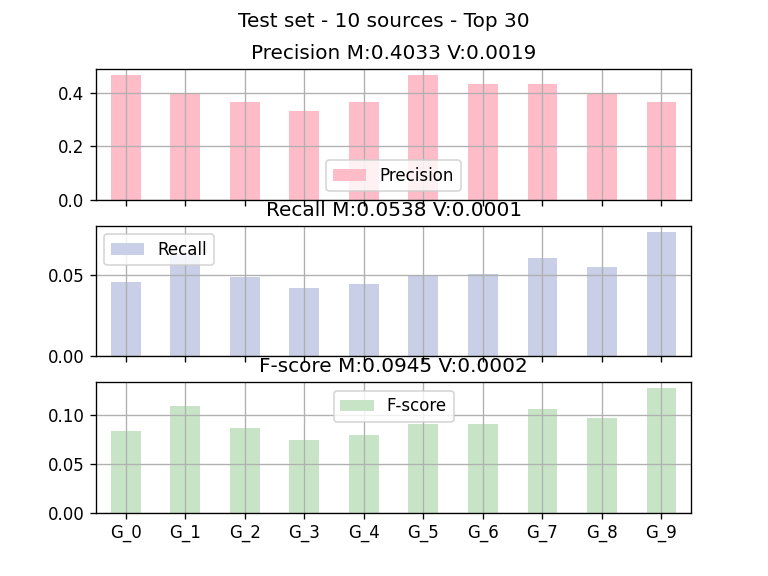 Test set - 10 sources - Top 30
Precision M:0.4033 V:0.0019
0.4
0.2
0.0
Precision
Recall M:0.0538 V:0.0001
Recall
0.05
0.00
F-score M:0.0945 V:0.0002
F-score
0.10
0.05
0.00
G_0 G_1 G_2 G_3 G_4 G_5 G_6 G_7 G_8 G_9